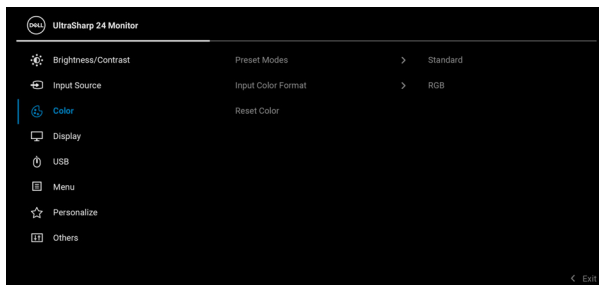 DELL UltraSharp 24 Monitor
Brightness/Contrast Preset Modes > Standard
Input Source Input Color Format > RGB
Color Reset Color
Display
USB
Menu
Personalize
Others
< Exit